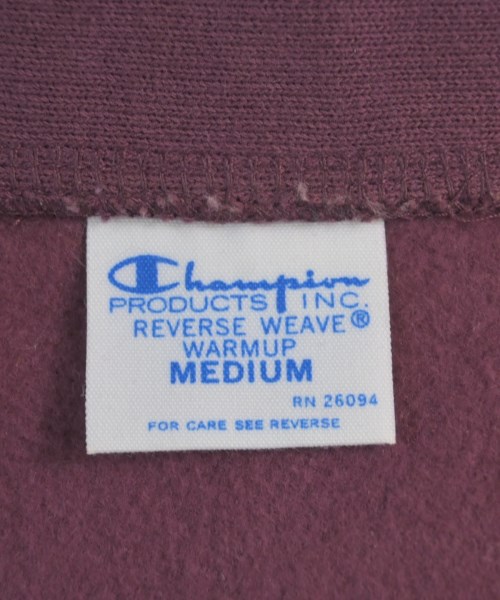 Champion
PRODUCTS INC.
REVERSE WEAVE®
WARMUP
MEDIUM
RN 26094
FOR CARE SEE REVERSE